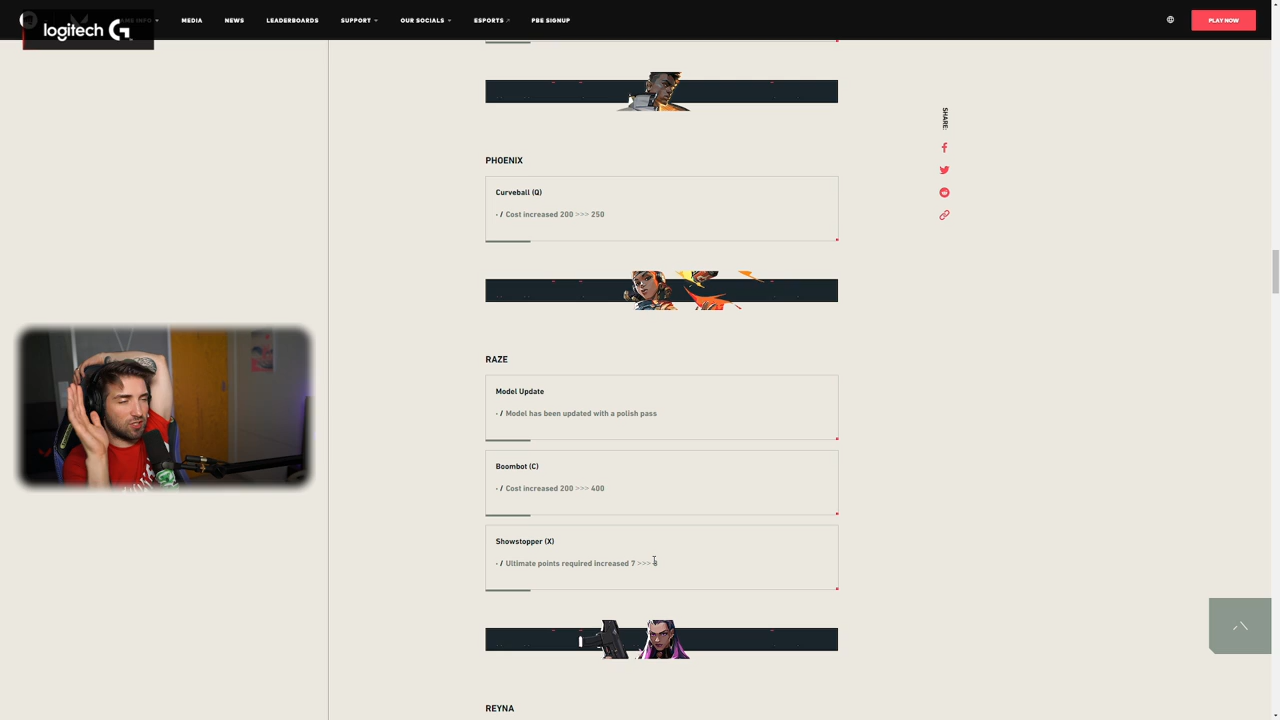 logitech G
MEDIA
NEWS
LEADERBOARDS
SUPPORT
OUR SOCIALS
ESPORTS
PBE SIGNUP
PLAY NOW
SHARE:
PHOENIX
Curveball (Q)
• / Cost increased 200 >>> 250
RAZE
Model Update
• / Model has been updated with a polish pass
Boombot (C)
• / Cost increased 200 >>> 400
Showstopper (X)
• / Ultimate points required increased 7 >>> 8
REYNA